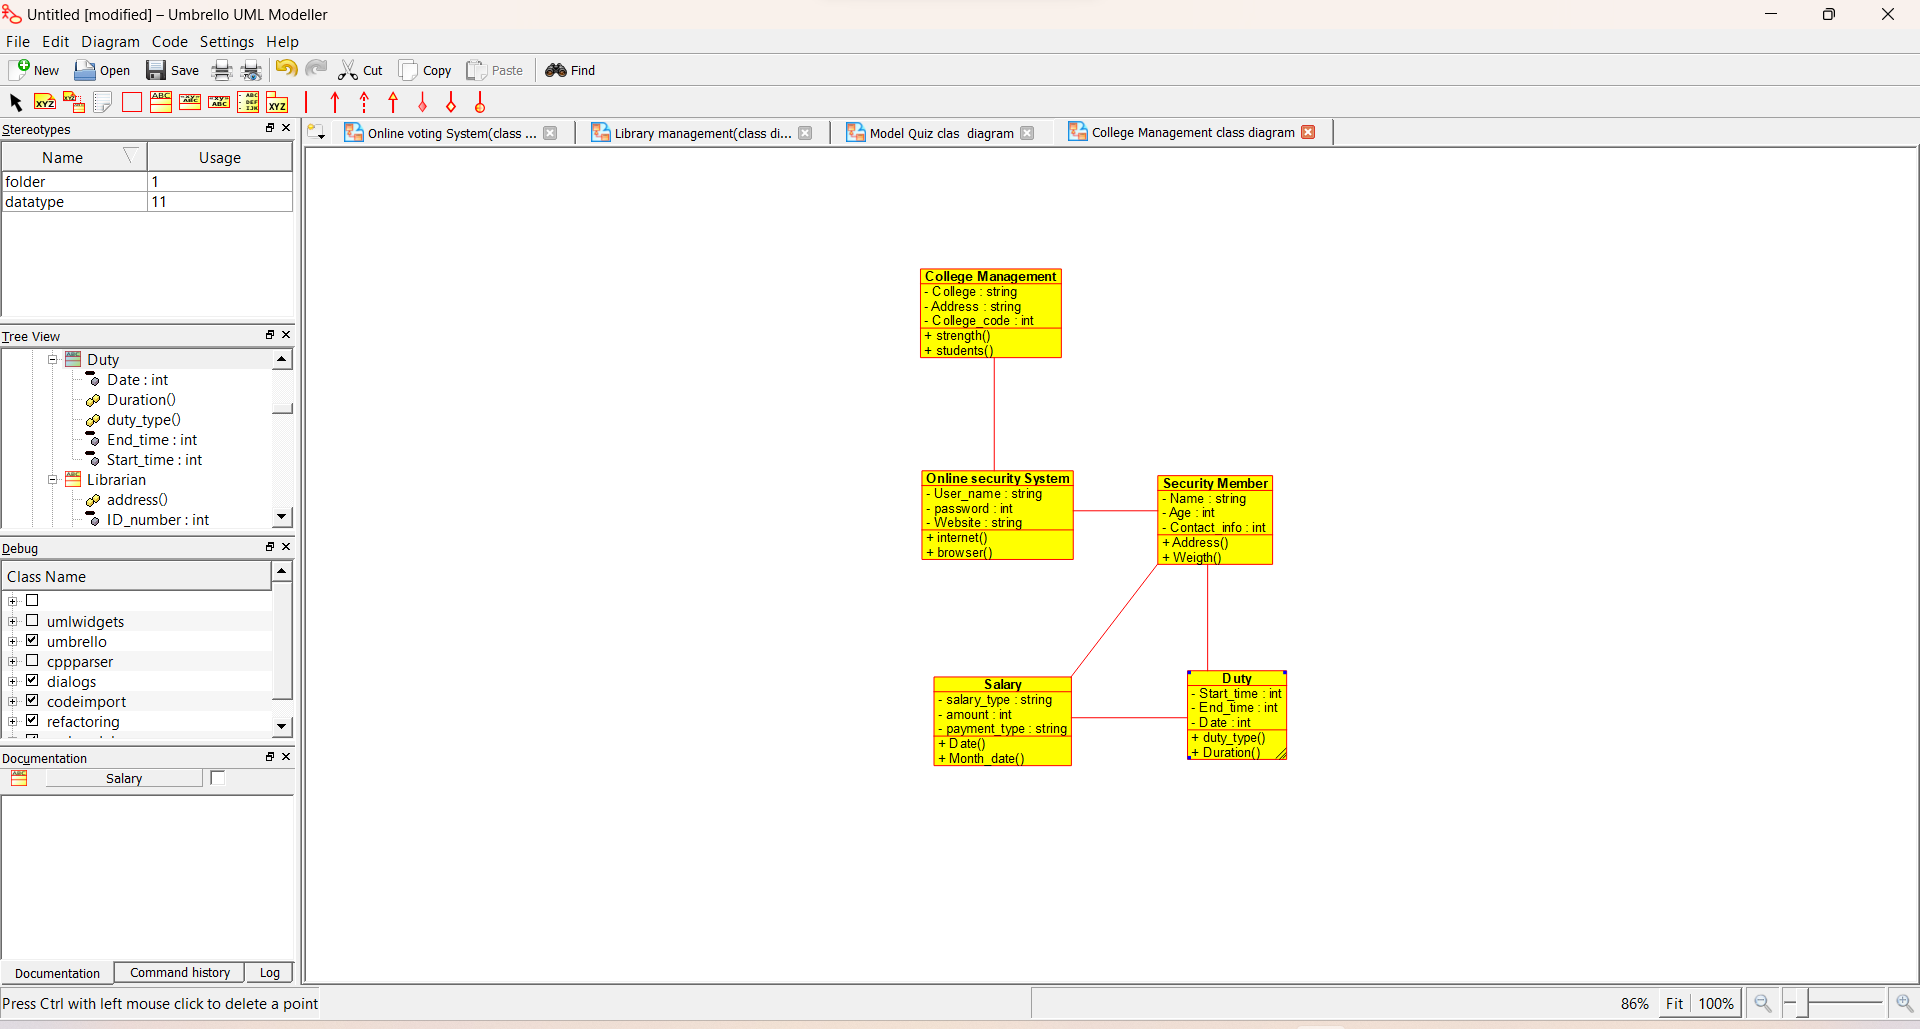 Untitled [modified] – Umbrello UML Modeller
File Edit Diagram Code Settings Help
New Open Save Cut Copy Paste Find
Stereotypes
Name Usage
folder 1
datatype 11
Tree View
Duty
Date : int
Duration()
duty_type()
End_time : int
Start_time : int
Librarian
address()
ID_number : int
Debug
Class Name
umlwidgets
umbrello
cppparser
dialogs
codeimport
refactoring
Documentation
Salary
Documentation Command history Log
Press Ctrl with left mouse click to delete a point
Online voting System(class ... Library management(class di... Model Quiz clas diagram College Management class diagram
College Management
- College : string
- Address : string
- College_code : int
+ strength()
+ students()
Online security System
- User_name : string
- password : int
- Website : string
+ internet()
+ browser()
Security Member
- Name : string
- Age : int
- Contact_info : int
+ Address()
+ Weigth()
Salary
- salary_type : string
- amount : int
- payment_type : string
+ Date()
+ Month_date()
Duty
- Start_time : int
- End_time : int
- Date : int
+ duty_type()
+ Duration()
86% Fit 100%